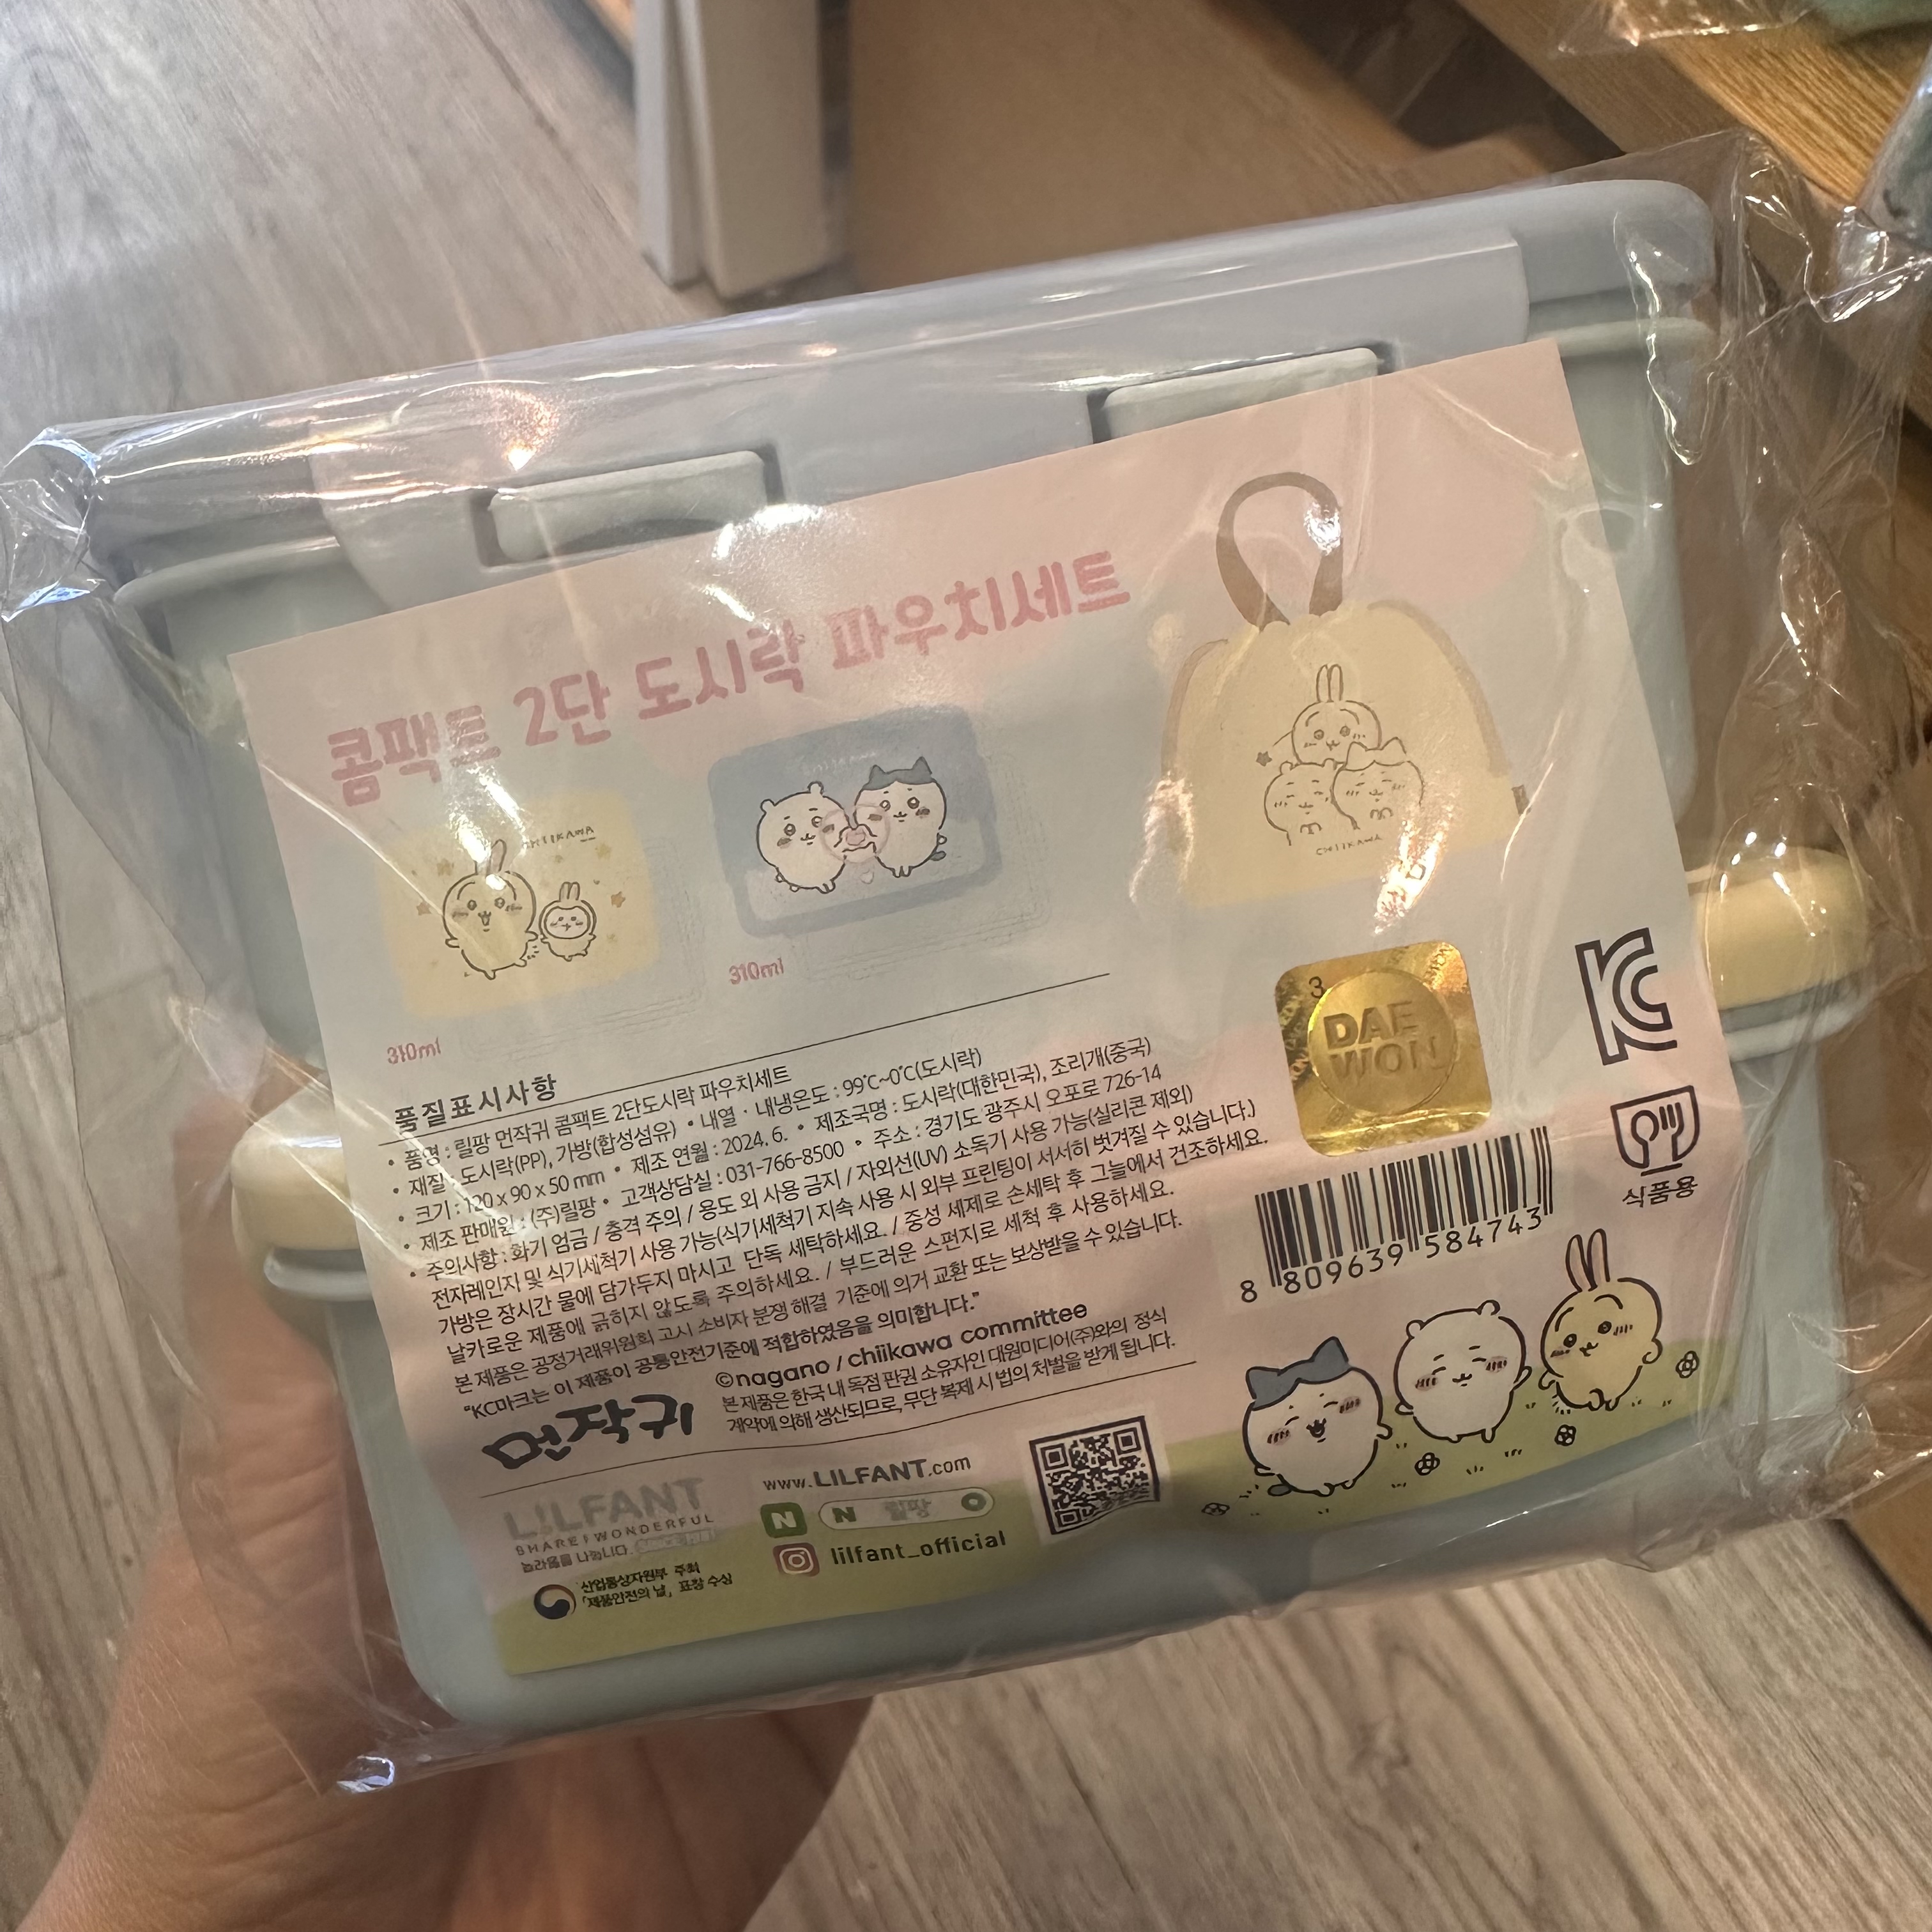 콤팩트 2단 도시락 파우치세트
CHIIKAWA
310ml
310ml
CHIIKAWA
품질표시사항
• 품명 : 릴팡 먼작귀 콤팩트 2단도시락 파우치세트
• 재질 : 도시락(PP), 가방(합성섬유) • 내열 · 내냉온도 : 99℃~0℃(도시락)
• 크기 : 120 x 90 x 50 mm • 제조 연월 : 2024. 6. • 제조국명 : 도시락(대한민국), 조리개(중국)
• 제조 판매원 : (주)릴팡 • 고객상담실 : 031-766-8500 • 주소 : 경기도 광주시 오포로 726-14
• 주의사항 : 화기 엄금 / 충격 주의 / 용도 외 사용 금지 / 자외선(UV) 소독기 사용 가능(실리콘 제외)
전자레인지 및 식기세척기 사용 가능(식기세척기 지속 사용 시 외부 프린팅이 서서히 벗겨질 수 있습니다.)
가방은 장시간 물에 담가두지 마시고 단독 세탁하세요. / 중성 세제로 손세탁 후 그늘에서 건조하세요.
날카로운 제품에 긁히지 않도록 주의하세요. / 부드러운 스펀지로 세척 후 사용하세요.
본 제품은 공정거래위원회 고시 소비자 분쟁 해결 기준에 의거 교환 또는 보상받을 수 있습니다.
“KC마크는 이 제품이 공통안전기준에 적합하였음을 의미합니다.”
먼작귀
©nagano / chiikawa committee
본 제품은 한국 내 독점 판권 소유자인 대원미디어(주)와의 정식
계약에 의해 생산되므로, 무단 복제 시 법의 처벌을 받게 됩니다.
LILFANT
SHARE!WONDERFUL
놀라움을 나눕니다.
산업통상자원부 주최
「제품안전의 날」 표창 수상
www.LILFANT.com
N N 릴팡
lilfant_official
3
DAE
WON
KC
식품용
8 809639 584743